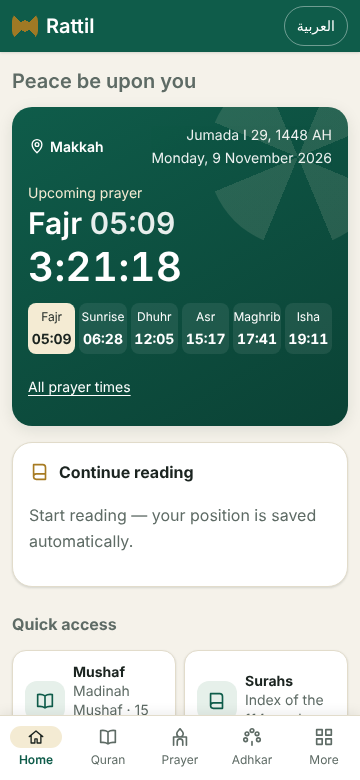 Rattil
العربية
Peace be upon you
Makkah
Jumada I 29, 1448 AH
Monday, 9 November 2026
Upcoming prayer
Fajr 05:09
3:21:18
Fajr Sunrise Dhuhr Asr Maghrib Isha
05:09 06:28 12:05 15:17 17:41 19:11
All prayer times
Continue reading
Start reading — your position is saved
automatically.
Quick access
Mushaf
Madinah
Mushaf · 15
Surahs
Index of the
Home Quran Prayer Adhkar More